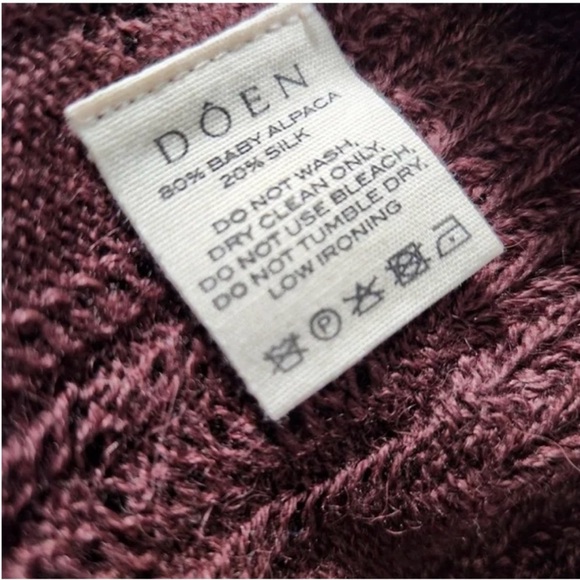 DÔEN
80% BABY ALPACA
20% SILK
DO NOT WASH,
DRY CLEAN ONLY.
DO NOT USE BLEACH.
DO NOT TUMBLE DRY.
LOW IRONING
P